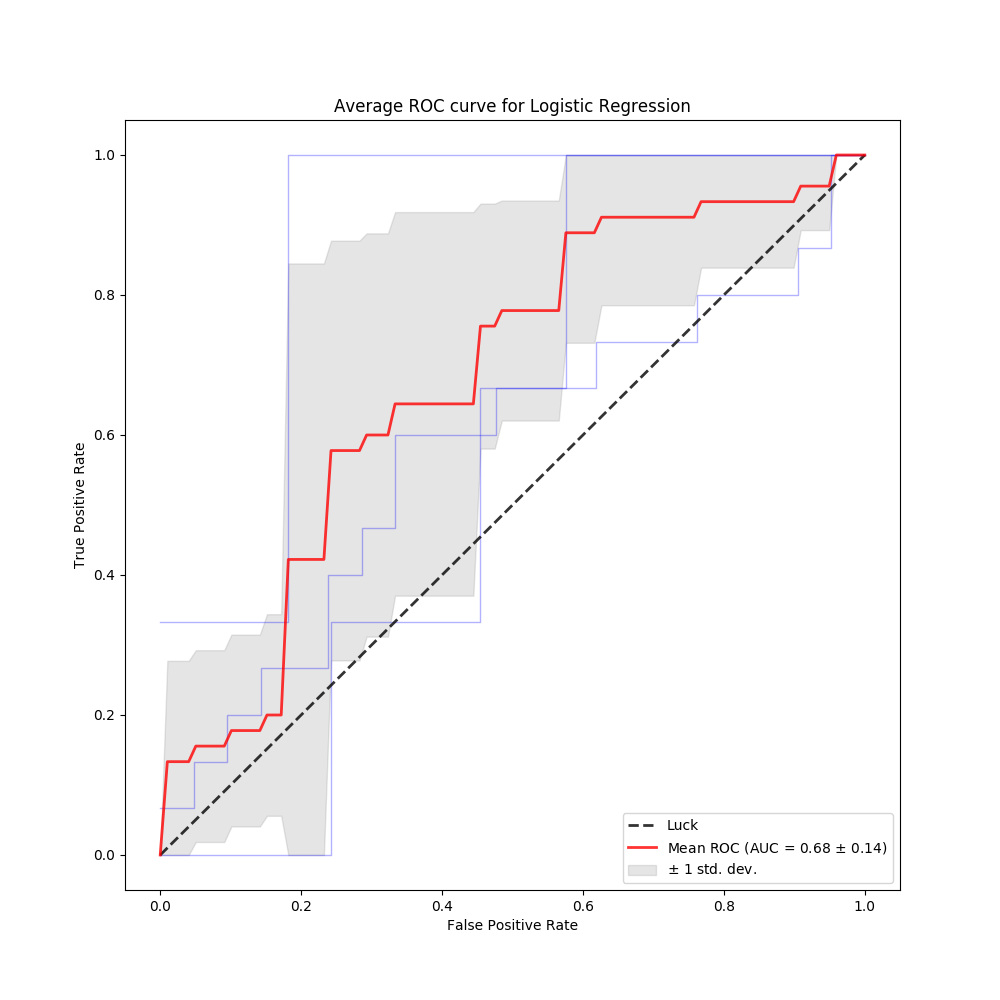 Average ROC curve for Logistic Regression
True Positive Rate
1.0
0.8
0.6
0.4
0.2
0.0
0.0 0.2 0.4 0.6 0.8 1.0
False Positive Rate
Luck
Mean ROC (AUC = 0.68 ± 0.14)
± 1 std. dev.